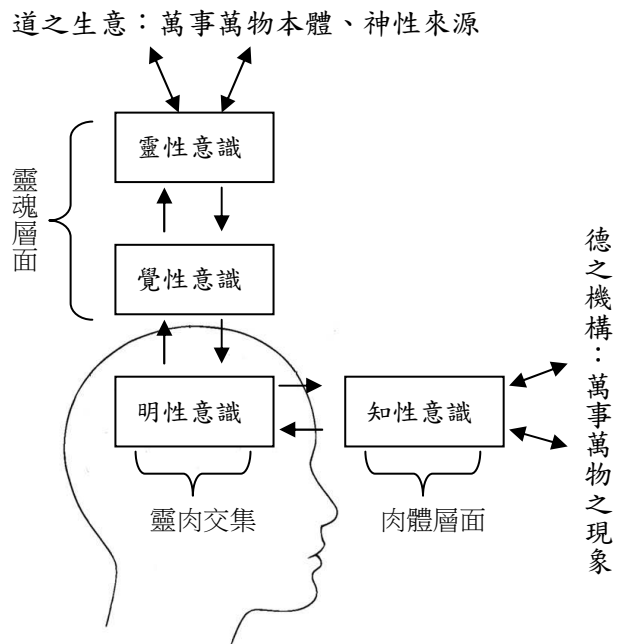 道之生意：萬事萬物本體、神性來源
靈性意識
靈魂層面
覺性意識
明性意識
知性意識
靈肉交集
肉體層面
德之機構：萬事萬物之現象